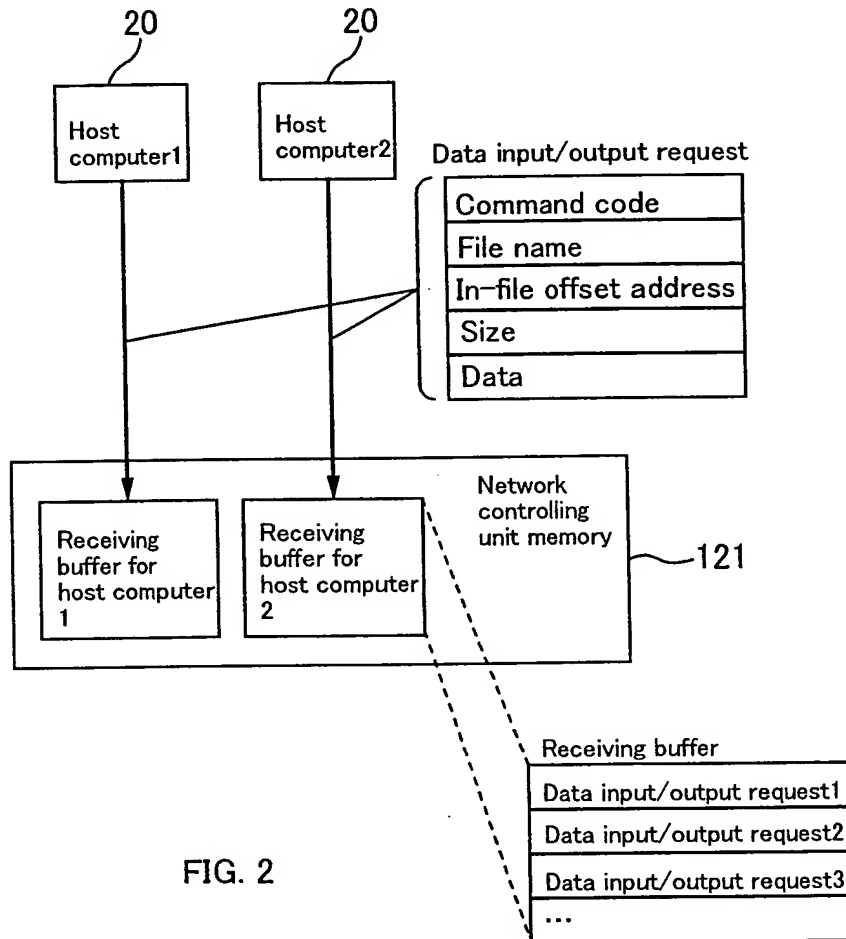 20
20
Host
computer1
Host
computer2
Data input/output request
Command code
File name
In-file offset address
Size
Data
Network
controlling
unit memory
Receiving
buffer for
host computer
1
Receiving
buffer for
host computer
2
121
Receiving buffer
Data input/output request1
Data input/output request2
Data input/output request3
...
FIG. 2